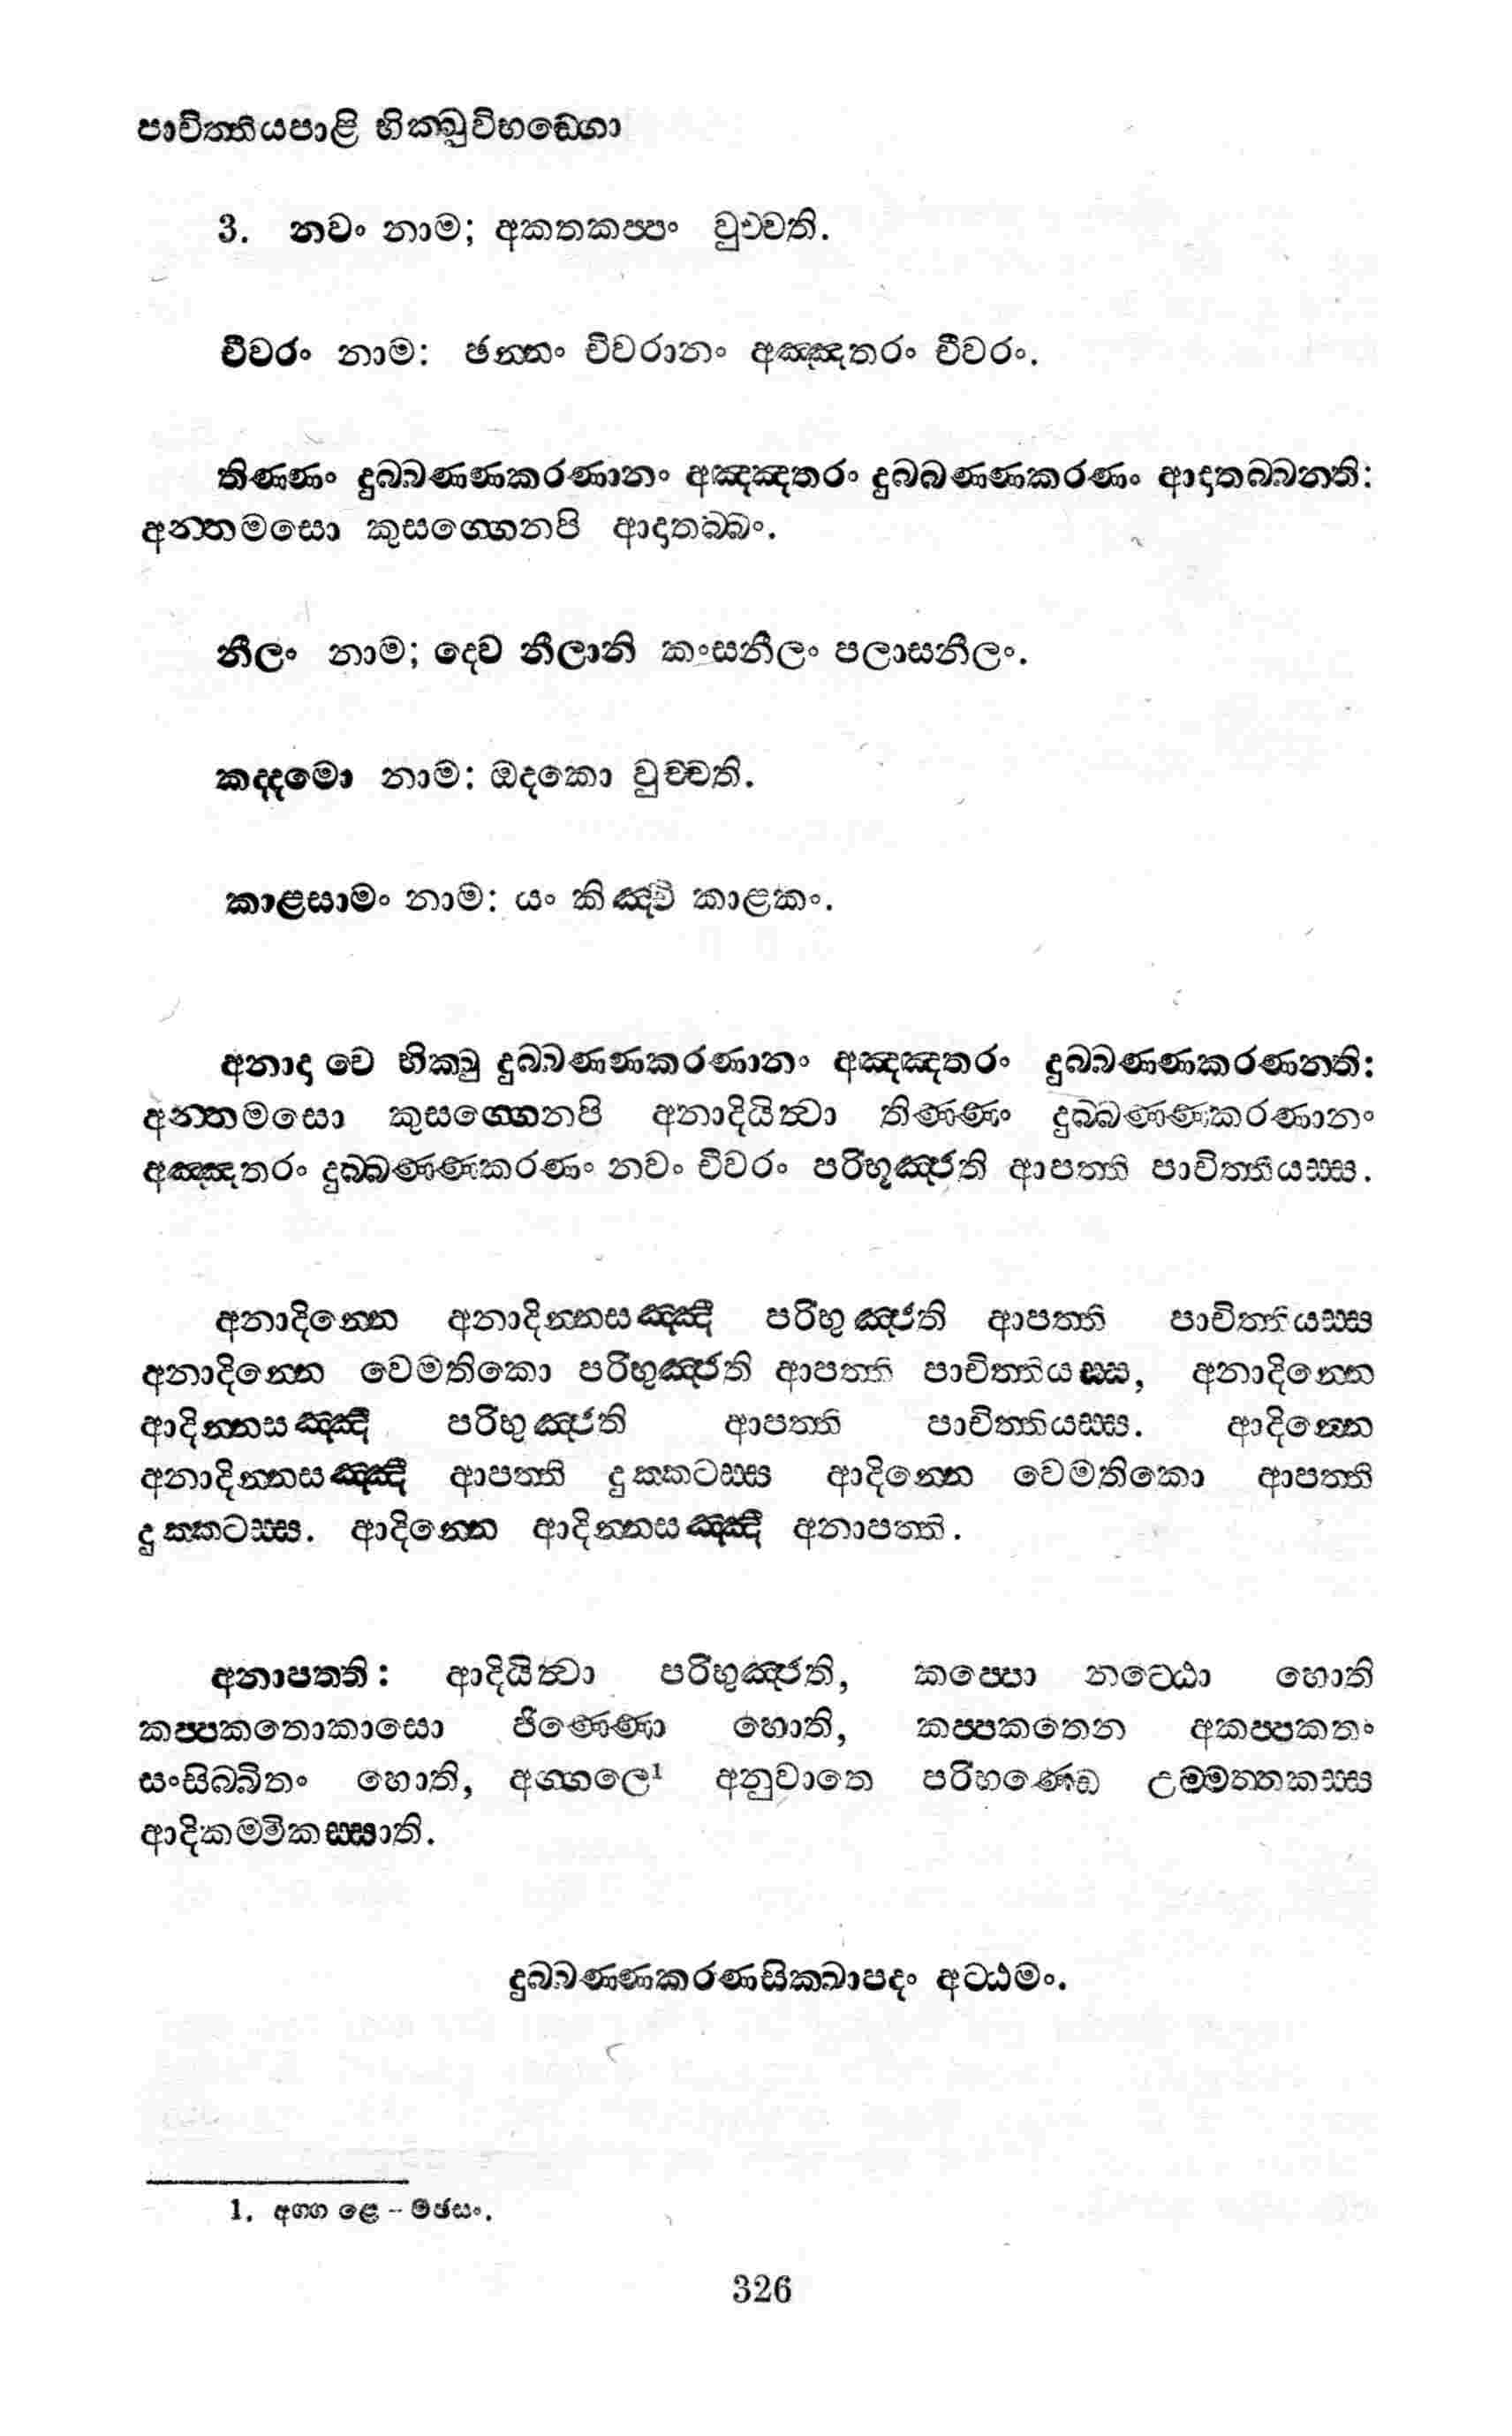 පාචිත්තියපාළි භික්ඛුවිභඞ්ගො
3. නවං නාම; අකතකප්පං වුච්චති.
චීවරං නාම: ඡන්නං චීවරානං අඤ්ඤතරං චීවරං.
තිණ්ණං දුබ්බණ්ණකරණානං අඤ්ඤතරං දුබ්බණ්ණකරණං ආදාතබ්බන්ති:
අන්තමසො කුසග්ගෙනපි ආදාතබ්බං.
නීලං නාම; ද්වෙ නීලානි කංසනීලං පලාසනීලං.
කද්දමො නාම: ඔදකො වුච්චති.
කාළසාමං නාම: යං කිඤ්චි කාළකං.
අනාදා චෙ භික්ඛු දුබ්බණ්ණකරණානං අඤ්ඤතරං දුබ්බණ්ණකරණන්ති:
අන්තමසො කුසග්ගෙනපි අනාදියිත්වා තිණ්ණං දුබ්බණ්ණකරණානං
අඤ්ඤතරං දුබ්බණ්ණකරණං නවං චීවරං පරිභූඤ්ජති ආපත්ති පාචිත්තියස්ස.
අනාදින්නෙ අනාදින්නසඤ්ඤී පරිභුඤ්ජති ආපත්ති පාචිත්තියස්ස
අනාදින්නෙ වෙමතිකො පරිභුඤ්ජති ආපත්ති පාචිත්තියස්ස, අනාදින්නෙ
ආදින්නසඤ්ඤී පරිභුඤ්ජති ආපත්ති පාචිත්තියස්ස. ආදින්නෙ
අනාදින්නසඤ්ඤී ආපත්ති දුක්කටස්ස ආදින්නෙ වෙමතිකො ආපත්ති
දුක්කටස්ස. ආදින්නෙ ආදින්නසඤ්ඤී අනාපත්ති.
අනාපත්ති: ආදියිත්වා පරිභුඤ්ජති, කප්පො නට්ඨො හොති
කප්පකතොකාසො ජිණ්ණො හොති, කප්පකතෙන අකප්පකතං
සංසිබ්බිතං හොති, අග්ගලෙ¹ අනුවාතෙ පරිභණ්ඩෙ උම්මත්තකස්ස
ආදිකම්මිකස්සාති.
දුබ්බණ්ණකරණසික්ඛාපදං අට්ඨමං.
1. අග්ග ළෙ – මඡසං.
326